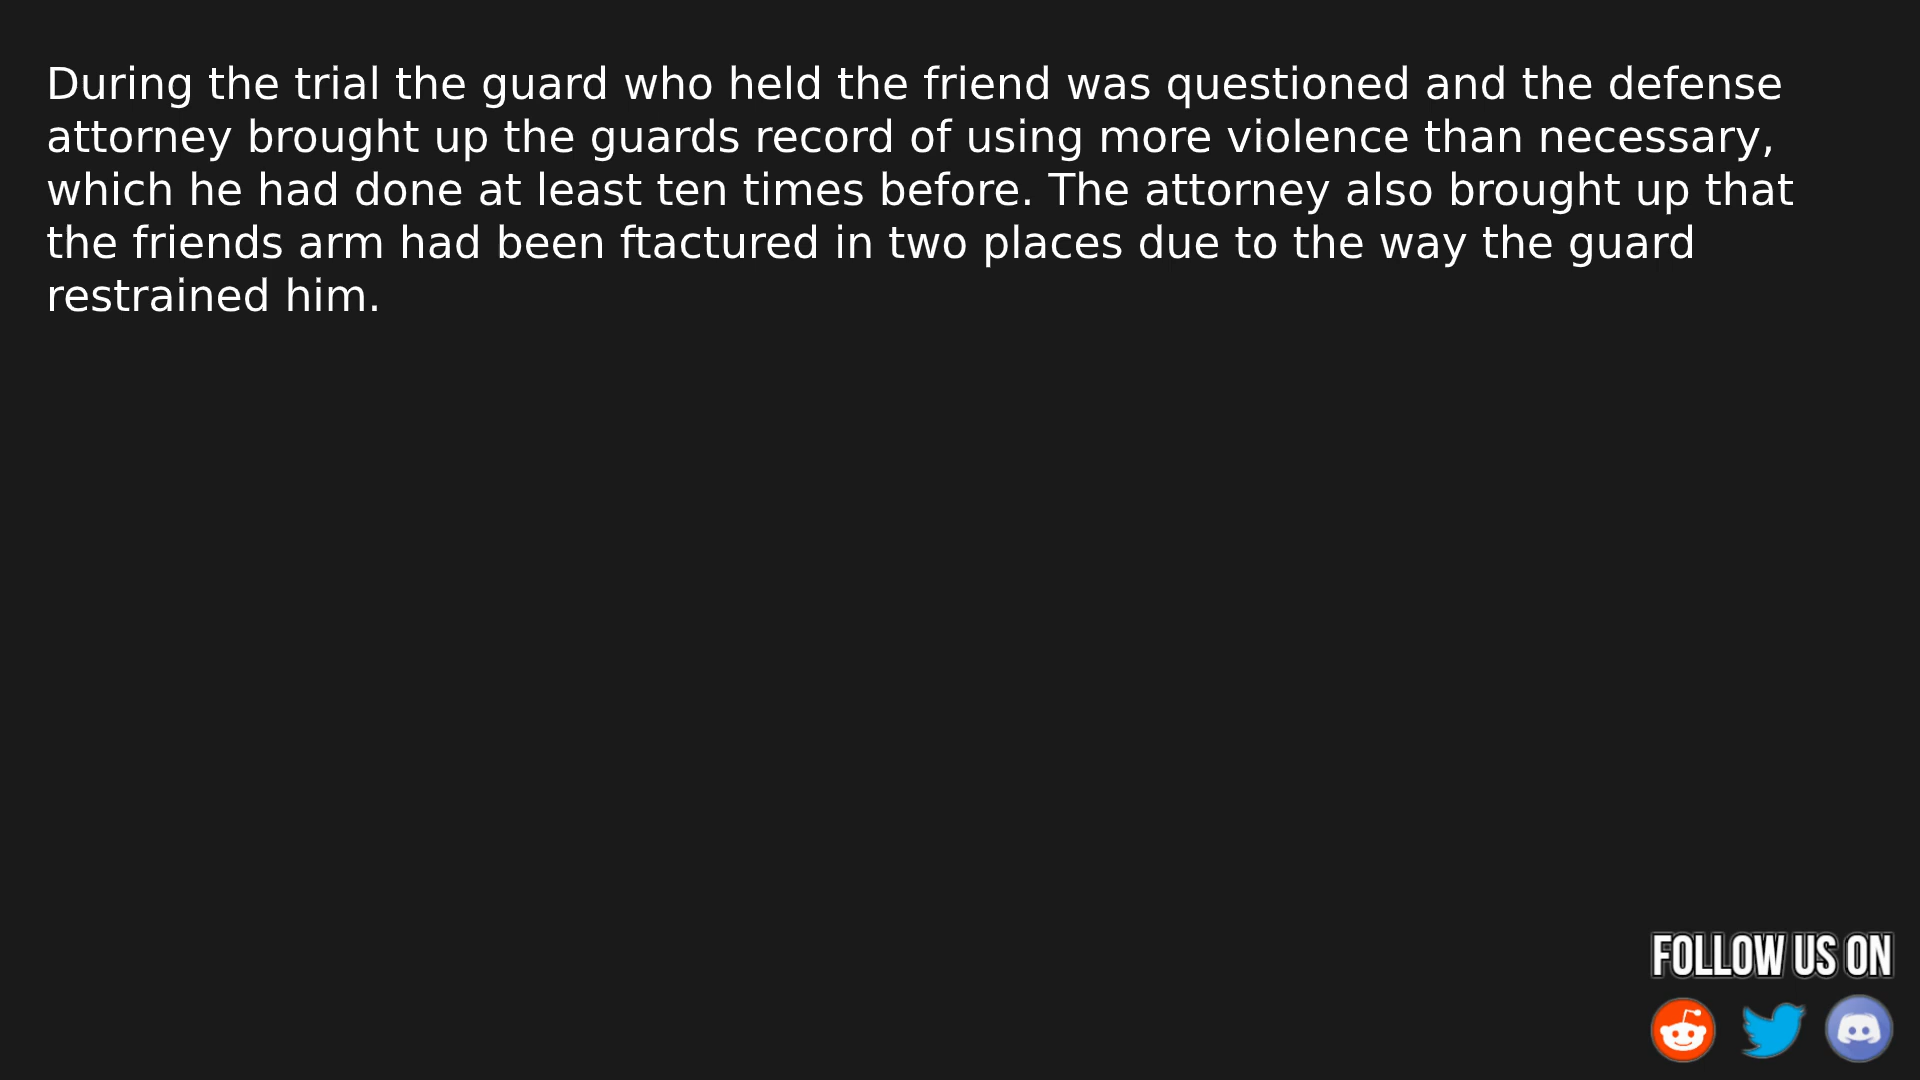 During the trial the guard who held the friend was questioned and the defense
attorney brought up the guards record of using more violence than necessary,
which he had done at least ten times before. The attorney also brought up that
the friends arm had been ftactured in two places due to the way the guard
restrained him.
FOLLOW US ON